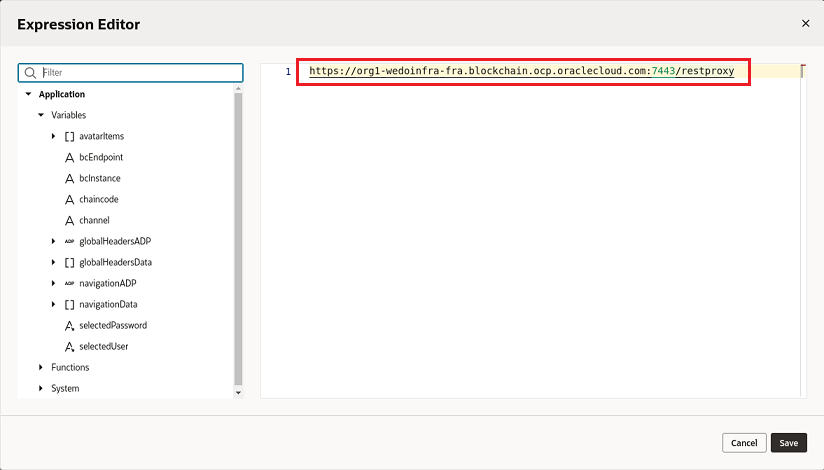 Expression Editor
Filter
Application
Variables
[] avatarItems
A bcEndpoint
A bcInstance
A chaincode
A channel
ADP globalHeadersADP
[] globalHeadersData
ADP navigationADP
[] navigationData
A selectedPassword
A selectedUser
Functions
System
1 https://org1-wedoinfra-fra.blockchain.ocp.oraclecloud.com:7443/restproxy
Cancel Save